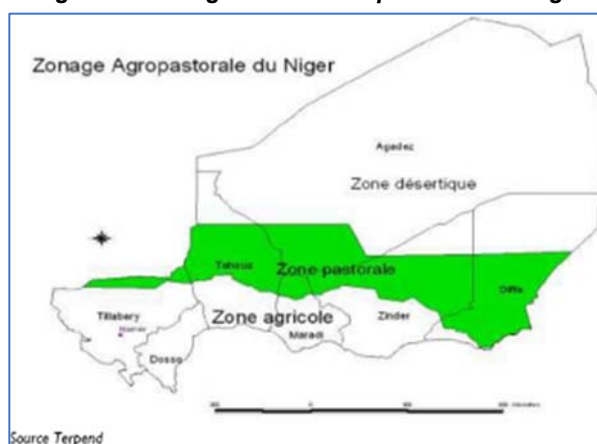 Zonage Agropastorale du Niger
Agadez
Zone désertique
Tahoua
Zone pastorale
Diffa
Tillabery
Zone agricole
Zinder
Maradi
Dosso
Source Terpend